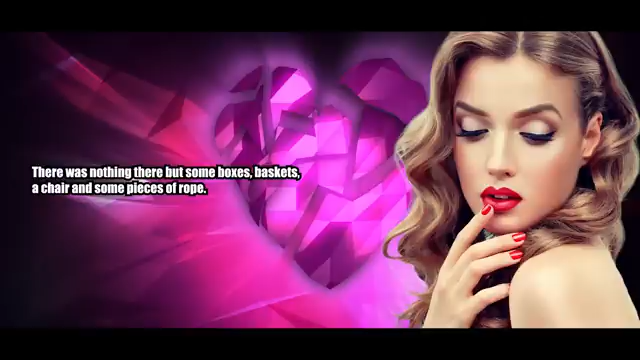 There was nothing there but some boxes, baskets,
a chair and some pieces of rope.